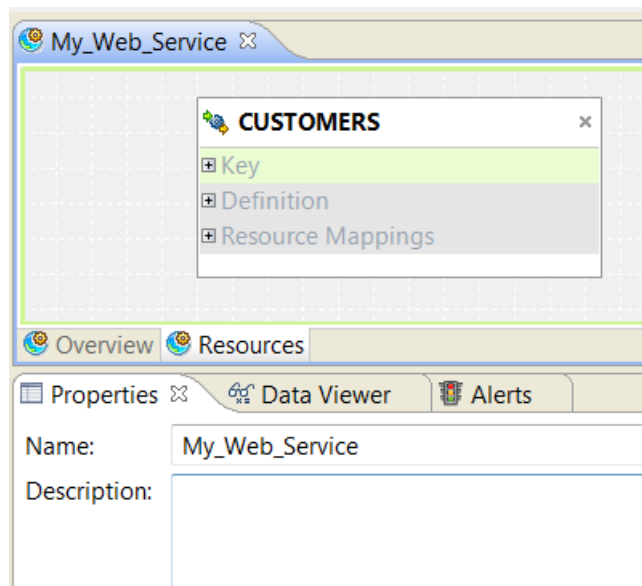 My_Web_Service
CUSTOMERS
Key
Definition
Resource Mappings
Overview Resources
Properties Data Viewer Alerts
Name: My_Web_Service
Description: